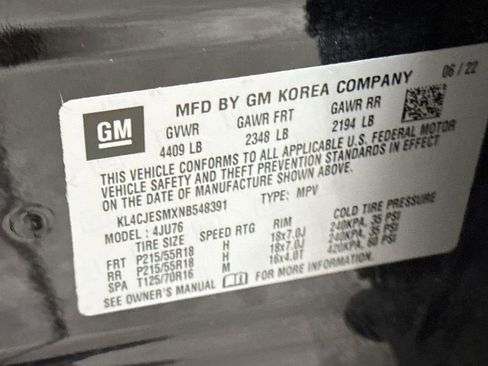 GM
MFD BY GM KOREA COMPANY 06 / 22
GVWR GAWR FRT GAWR RR
4409 LB 2348 LB 2194 LB
THIS VEHICLE CONFORMS TO ALL APPLICABLE U.S. FEDERAL MOTOR
VEHICLE SAFETY AND THEFT PREVENTION STANDARDS IN EFFECT
ON THE DATE OF MANUFACTURE SHOWN ABOVE.
KL4CJESMXNB548391 TYPE: MPV
MODEL : 4JU76
TIRE SIZE SPEED RTG RIM COLD TIRE PRESSURE
FRT P215/55R18 H 18x7.0J 240KPA, 35 PSI
RR P215/55R18 H 18x7.0J 240KPA, 35 PSI
SPA T125/70R16 M 16x4.0T 420KPA, 60 PSI
SEE OWNER'S MANUAL FOR MORE INFORMATION.